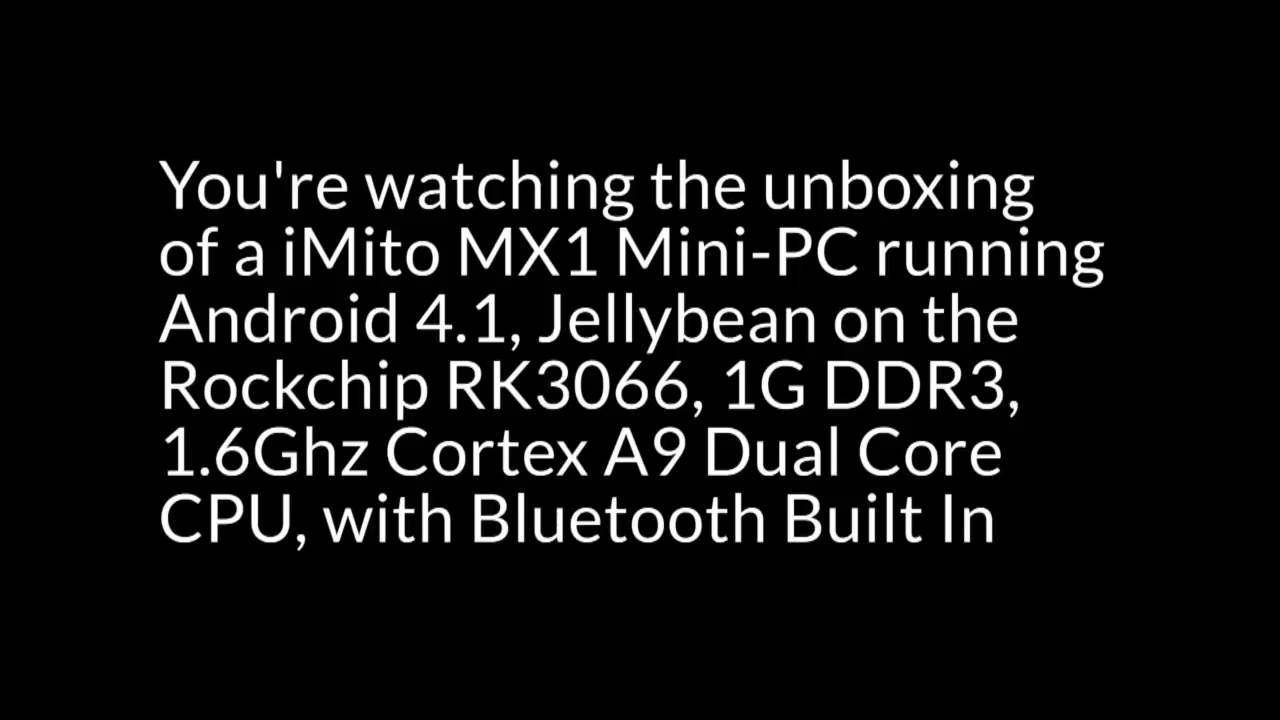 You're watching the unboxing
of a iMito MX1 Mini-PC running
Android 4.1, Jellybean on the
Rockchip RK3066, 1G DDR3,
1.6Ghz Cortex A9 Dual Core
CPU, with Bluetooth Built In